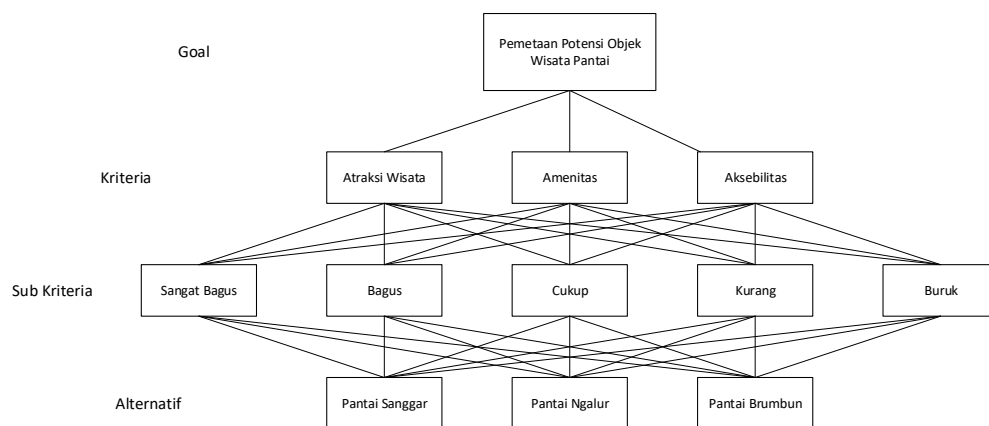 Goal
Pemetaan Potensi Objek
Wisata Pantai
Kriteria
Atraksi Wisata
Amenitas
Aksebilitas
Sub Kriteria
Sangat Bagus
Bagus
Cukup
Kurang
Buruk
Alternatif
Pantai Sanggar
Pantai Ngalur
Pantai Brumbun